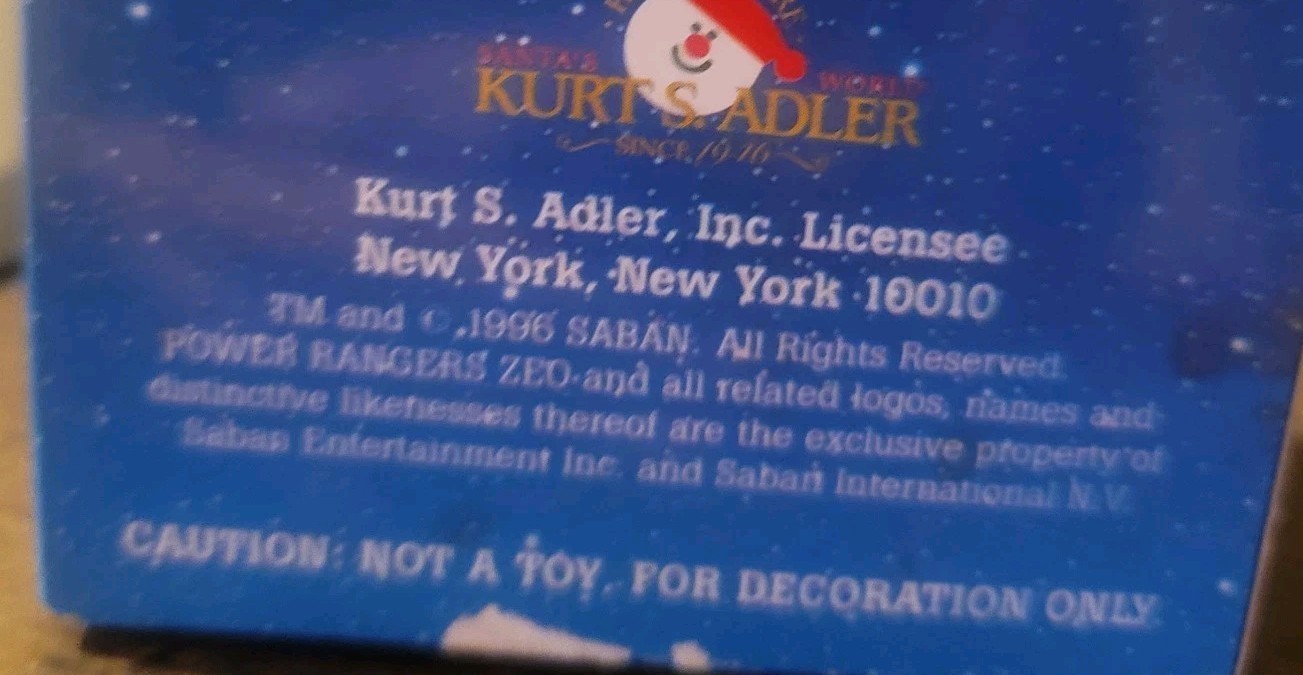 SANTA'S WORLD
KURT S. ADLER
SINCE 1946
Kurt S. Adler, Inc. Licensee
New York, New York 10010
TM and © 1996 SABAN. All Rights Reserved.
POWER RANGERS ZEO and all related logos, names and
distinctive likenesses thereof are the exclusive property of
Saban Entertainment Inc. and Saban International N.V.
CAUTION: NOT A TOY. FOR DECORATION ONLY.